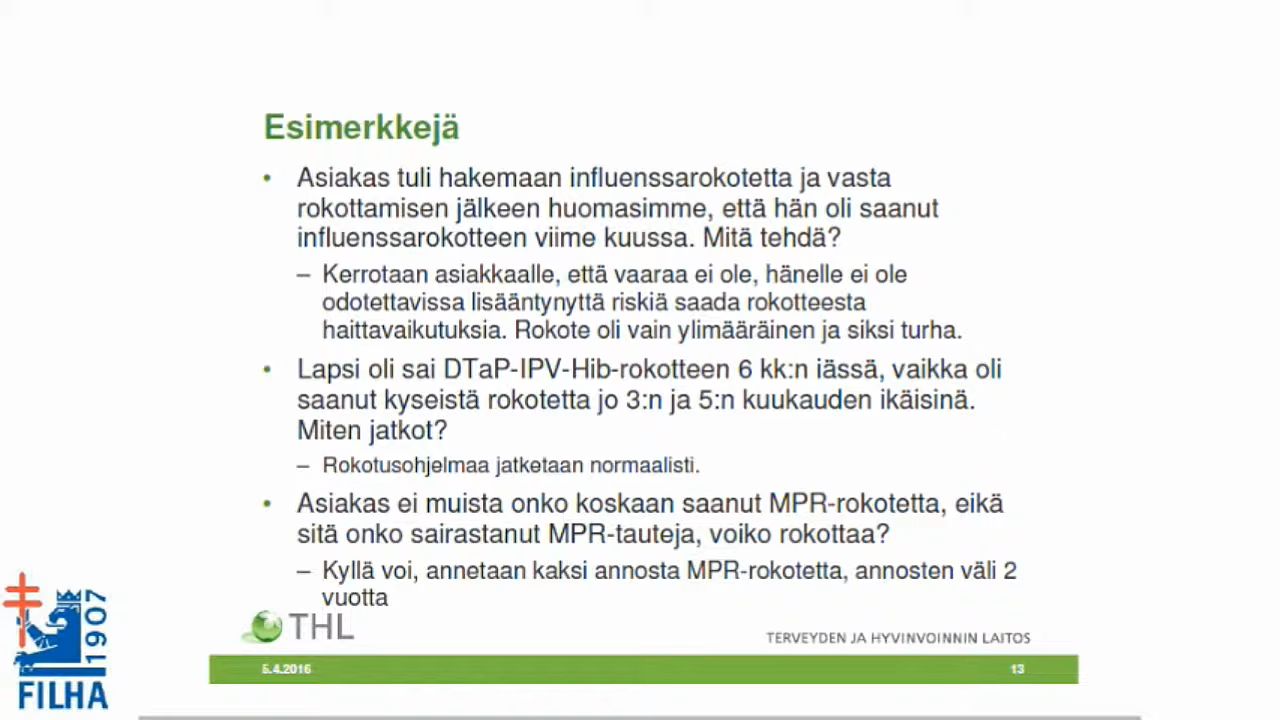 Esimerkkejä
• Asiakas tuli hakemaan influenssarokotetta ja vasta
rokottamisen jälkeen huomasimme, että hän oli saanut
influenssarokotteen viime kuussa. Mitä tehdä?
– Kerrotaan asiakkaalle, että vaaraa ei ole, hänelle ei ole
odotettavissa lisääntynyttä riskiä saada rokotteesta
haittavaikutuksia. Rokote oli vain ylimääräinen ja siksi turha.
• Lapsi oli sai DTaP-IPV-Hib-rokotteen 6 kk:n iässä, vaikka oli
saanut kyseistä rokotetta jo 3:n ja 5:n kuukauden ikäisinä.
Miten jatkot?
– Rokotusohjelmaa jatketaan normaalisti.
• Asiakas ei muista onko koskaan saanut MPR-rokotetta, eikä
sitä onko sairastanut MPR-tauteja, voiko rokottaa?
– Kyllä voi, annetaan kaksi annosta MPR-rokotetta, annosten väli 2
vuotta
THL
TERVEYDEN JA HYVINVOINNIN LAITOS
5.4.2016
13
1907
FILHA